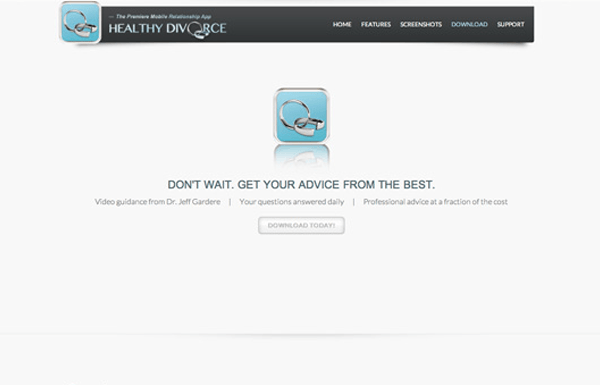 — The Premiere Mobile Relationship App
HEALTHY DIVORCE
HOME FEATURES SCREENSHOTS DOWNLOAD SUPPORT
DON'T WAIT. GET YOUR ADVICE FROM THE BEST.
Video guidance from Dr. Jeff Gardere | Your questions answered daily | Professional advice at a fraction of the cost
DOWNLOAD TODAY!